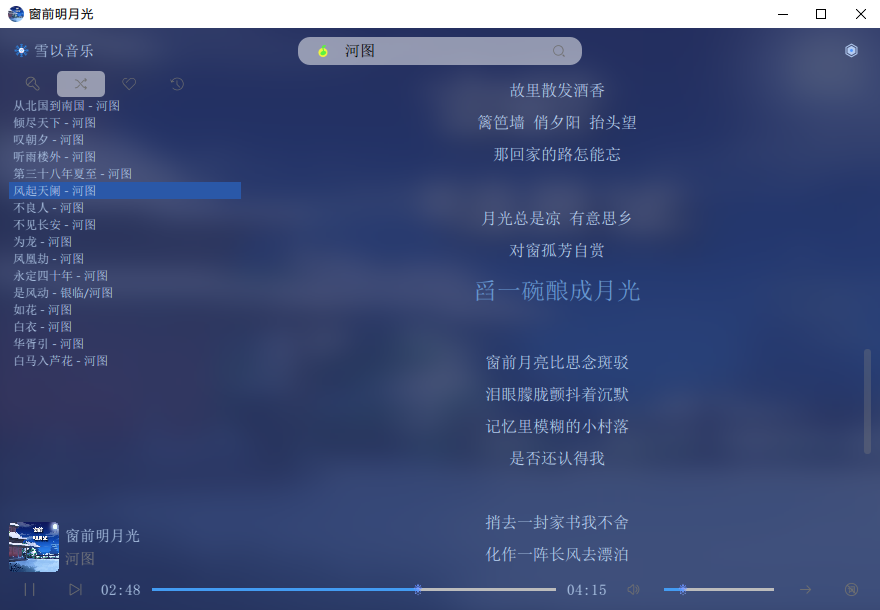 窗前明月光
雪以音乐
河图
从北国到南国 - 河图
倾尽天下 - 河图
叹朝夕 - 河图
听雨楼外 - 河图
第三十八年夏至 - 河图
风起天阑 - 河图
不良人 - 河图
不见长安 - 河图
为龙 - 河图
凤凰劫 - 河图
永定四十年 - 河图
是风动 - 银临/河图
如花 - 河图
白衣 - 河图
华胥引 - 河图
白马入芦花 - 河图
故里散发酒香
篱笆墙 俏夕阳 抬头望
那回家的路怎能忘
月光总是凉 有意思乡
对窗孤芳自赏
舀一碗酿成月光
窗前月亮比思念斑驳
泪眼朦胧颤抖着沉默
记忆里模糊的小村落
是否还认得我
捎去一封家书我不舍
化作一阵长风去漂泊
窗前明月光
河图
02:48
04:15